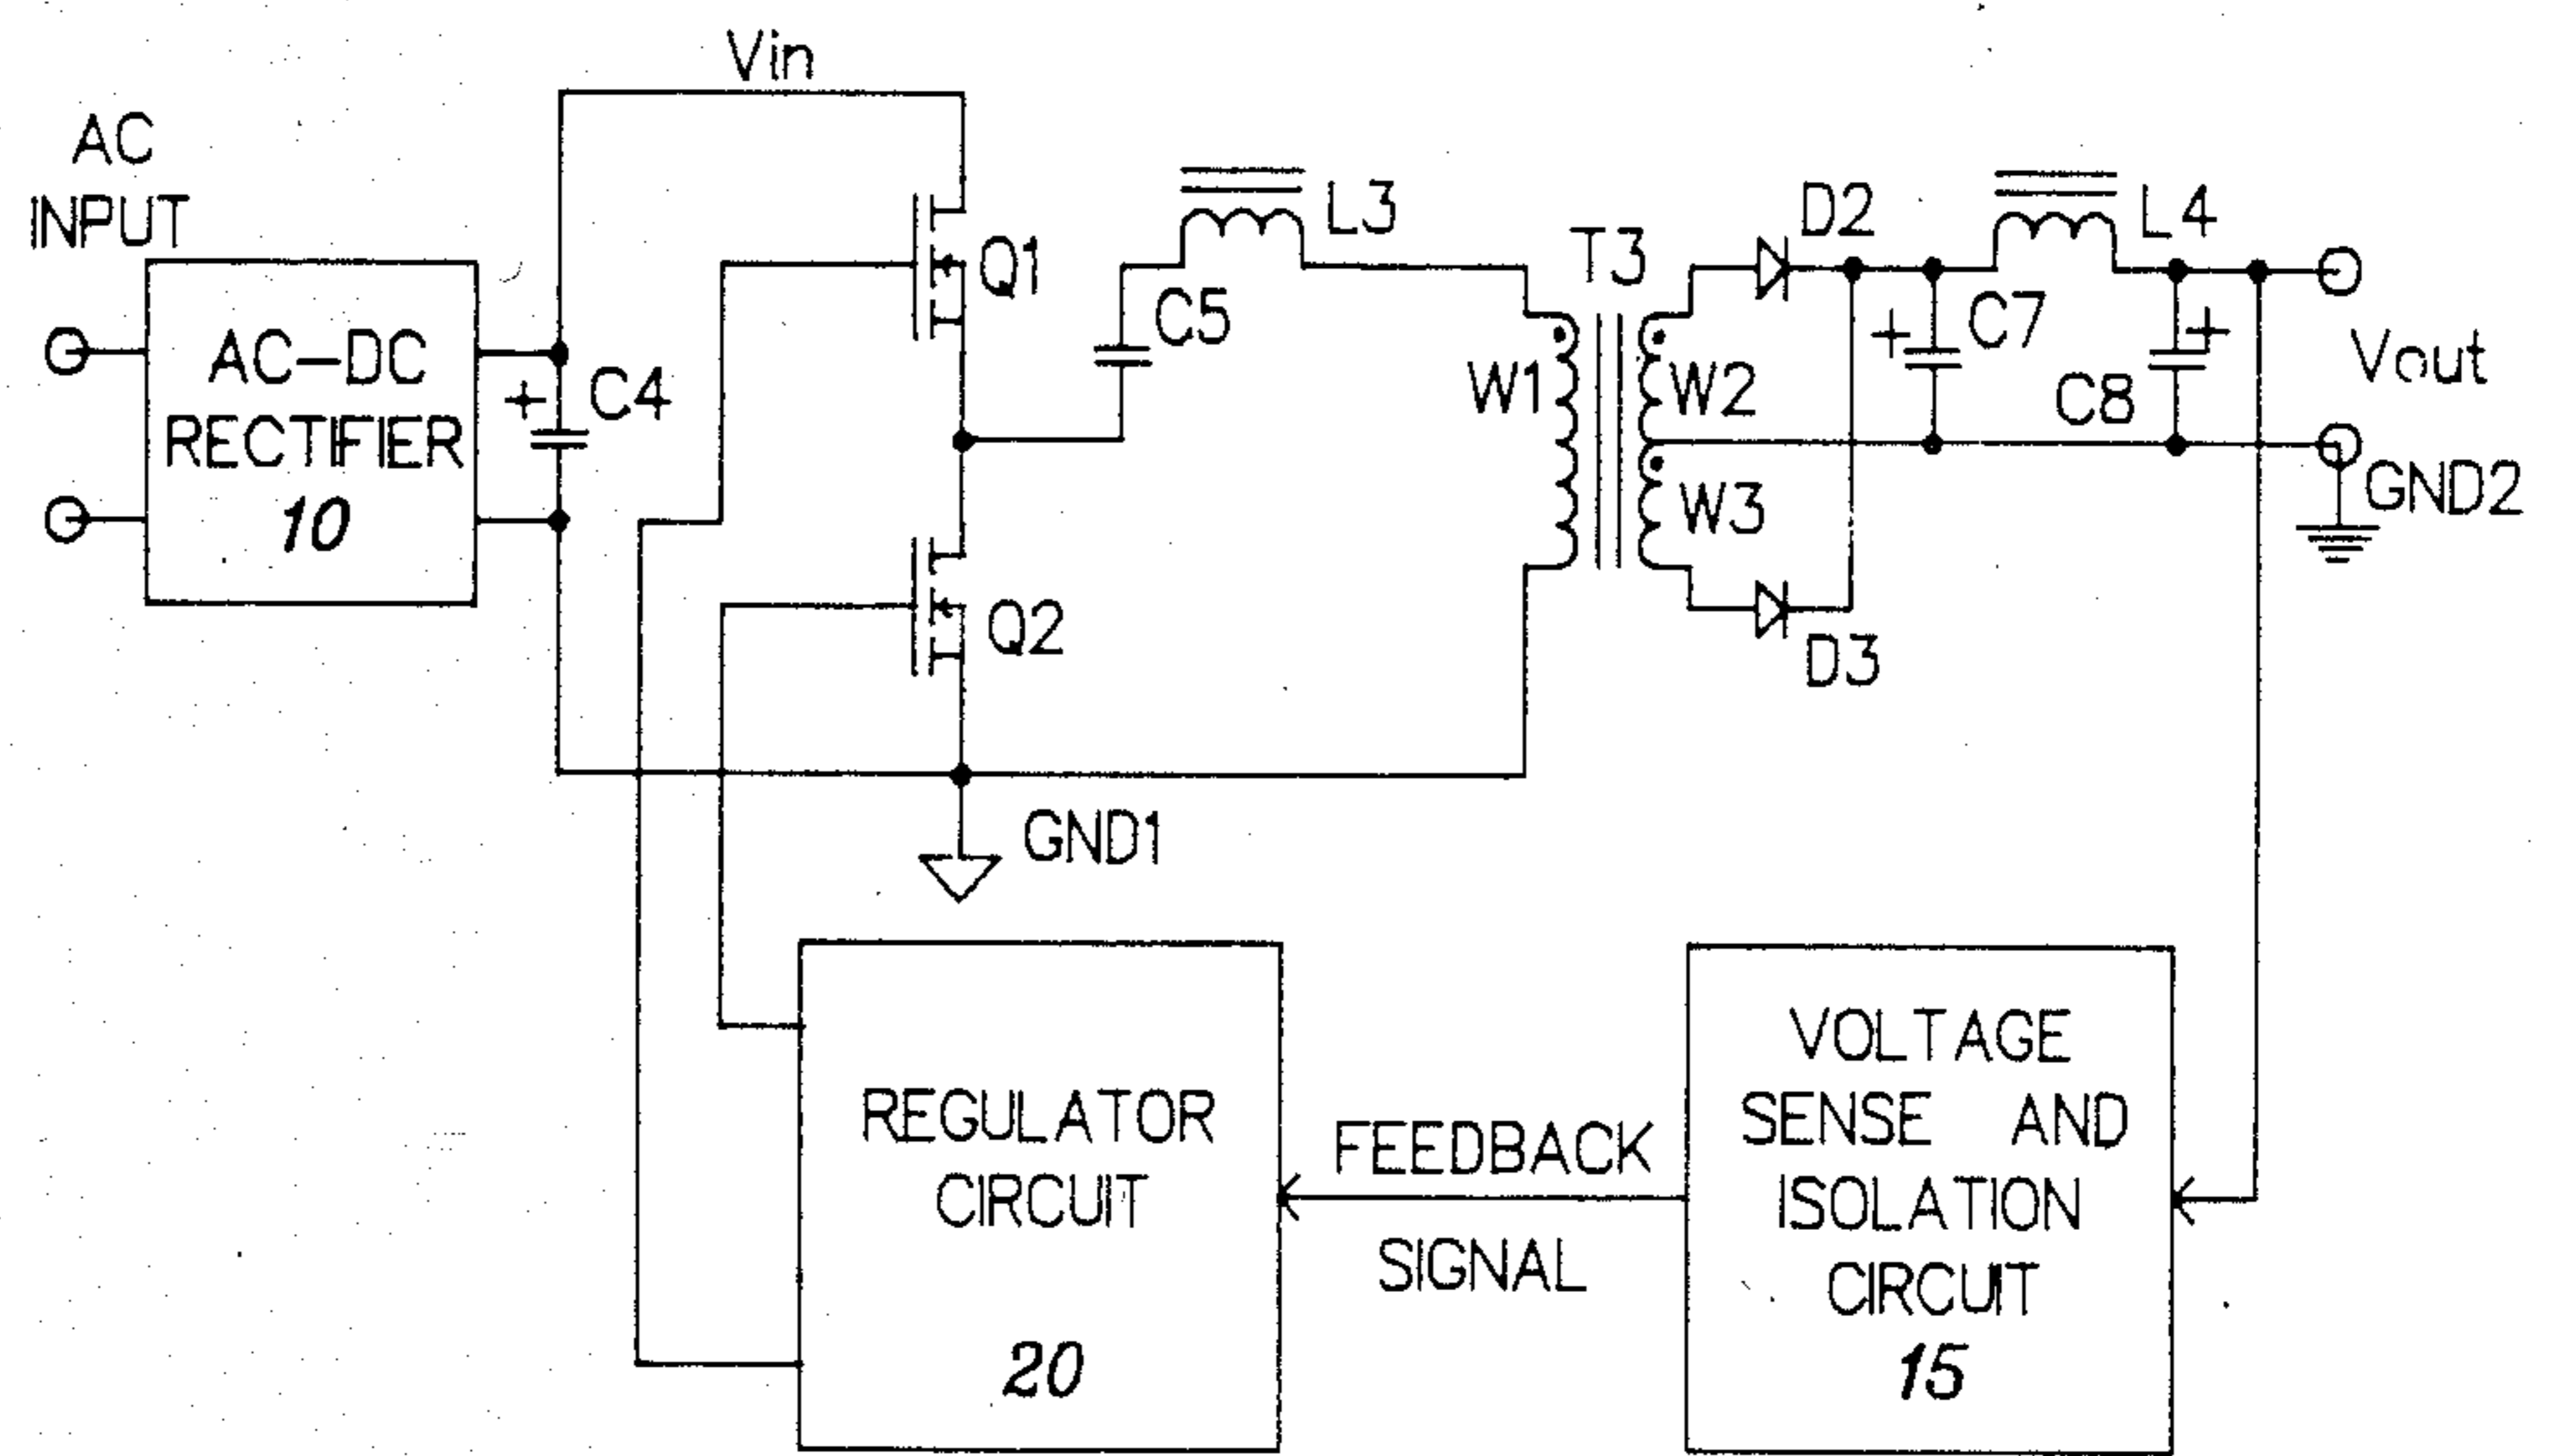 Vin
AC
INPUT
AC-DC
RECTIFIER
10
+
C4
Q1
Q2
C5
L3
T3
W1
W2
W3
D2
D3
+
C7
L4
+
C8
Vout
GND2
GND1
REGULATOR
CIRCUIT
20
FEEDBACK
SIGNAL
VOLTAGE
SENSE AND
ISOLATION
CIRCUIT
15